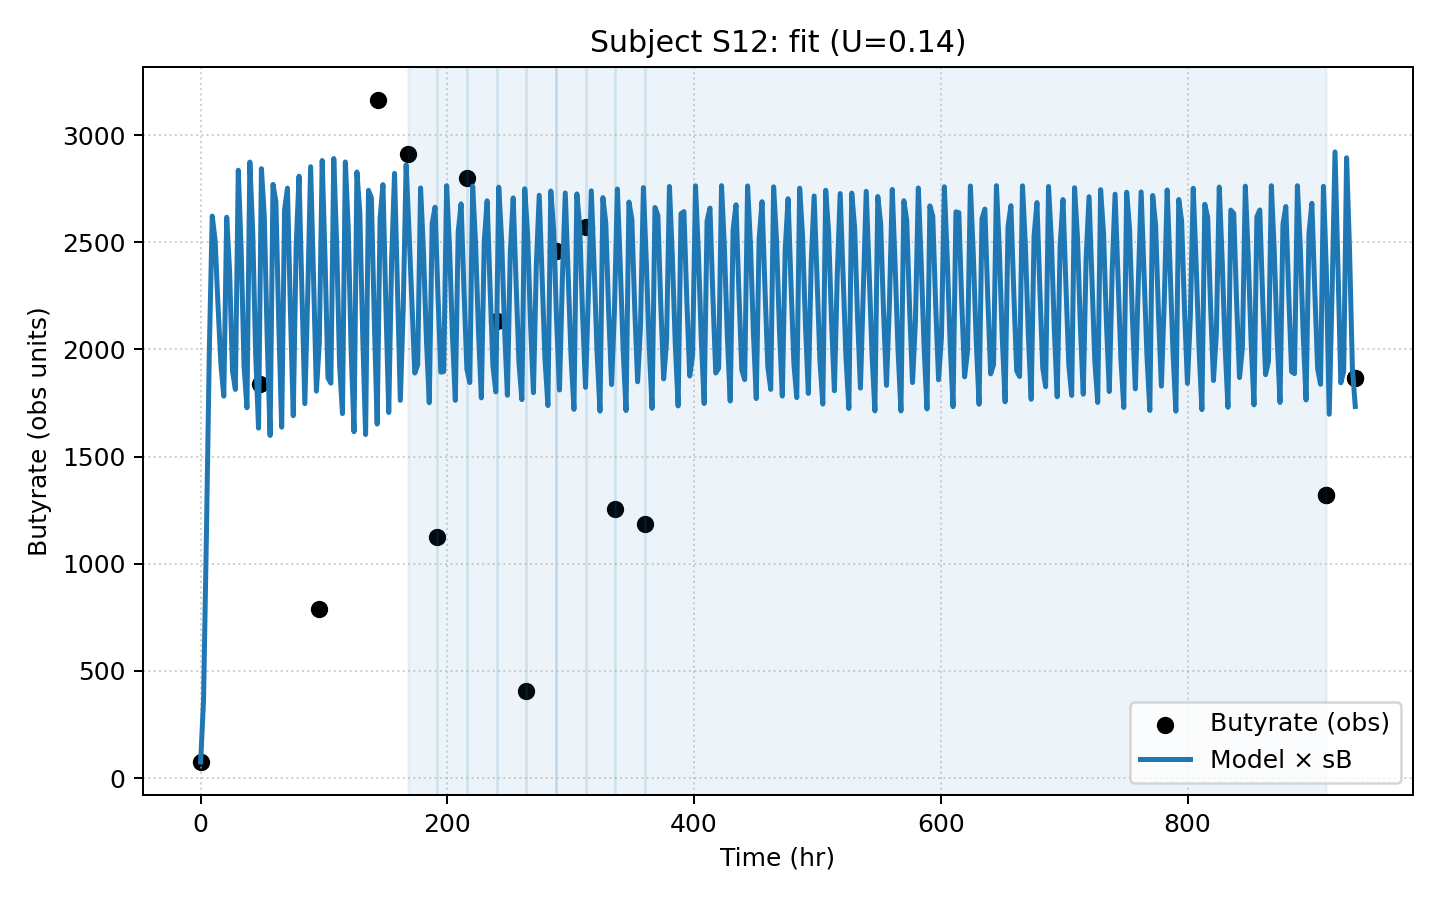 Subject S12: fit (U=0.14)
Butyrate (obs units)
3000
2500
2000
1500
1000
500
0
0 200 400 600 800
Time (hr)
Butyrate (obs)
Model × sB